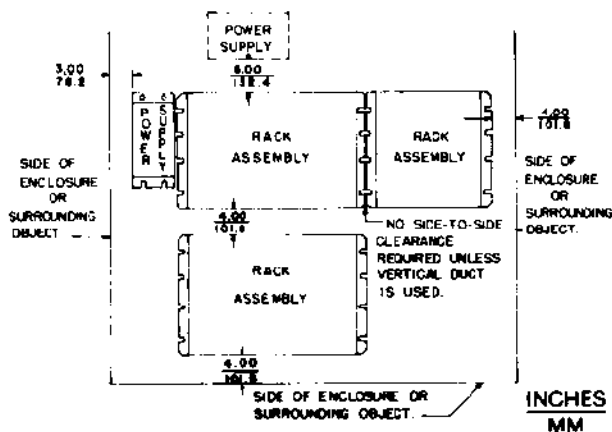 POWER
SUPPLY
3.00
76.2
6.00
152.4
POWER
SUPPLY
RACK
ASSEMBLY
RACK
ASSEMBLY
4.00
101.6
SIDE OF
ENCLOSURE
OR
SURROUNDING
OBJECT.
SIDE OF
ENCLOSURE
OR
SURROUNDING
OBJECT.
4.00
101.6
NO SIDE-TO-SIDE
CLEARANCE
REQUIRED UNLESS
VERTICAL DUCT
IS USED.
RACK
ASSEMBLY
4.00
101.6
SIDE OF ENCLOSURE OR
SURROUNDING OBJECT.
INCHES
MM